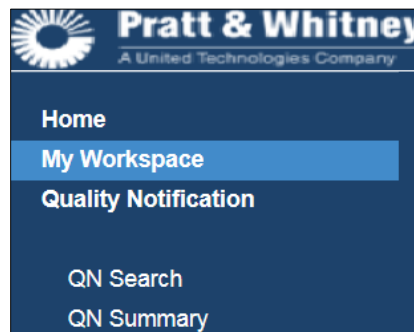 Pratt & Whitney
A United Technologies Company
Home
My Workspace
Quality Notification
QN Search
QN Summary